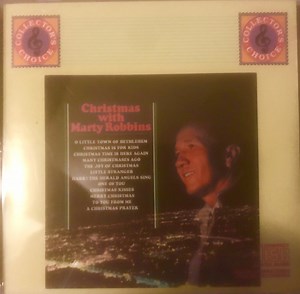 COLLECTOR'S
CHOICE
COLLECTOR'S
CHOICE
Christmas
with
Marty Robbins
O LITTLE TOWN OF BETHLEHEM
CHRISTMAS IS FOR KIDS
CHRISTMAS TIME IS HERE AGAIN
MANY CHRISTMASES AGO
THE JOY OF CHRISTMAS
LITTLE STRANGER
HARK! THE HERALD ANGELS SING
ONE OF YOU
CHRISTMAS KISSES
MERRY CHRISTMAS
TO YOU FROM ME
A CHRISTMAS PRAYER